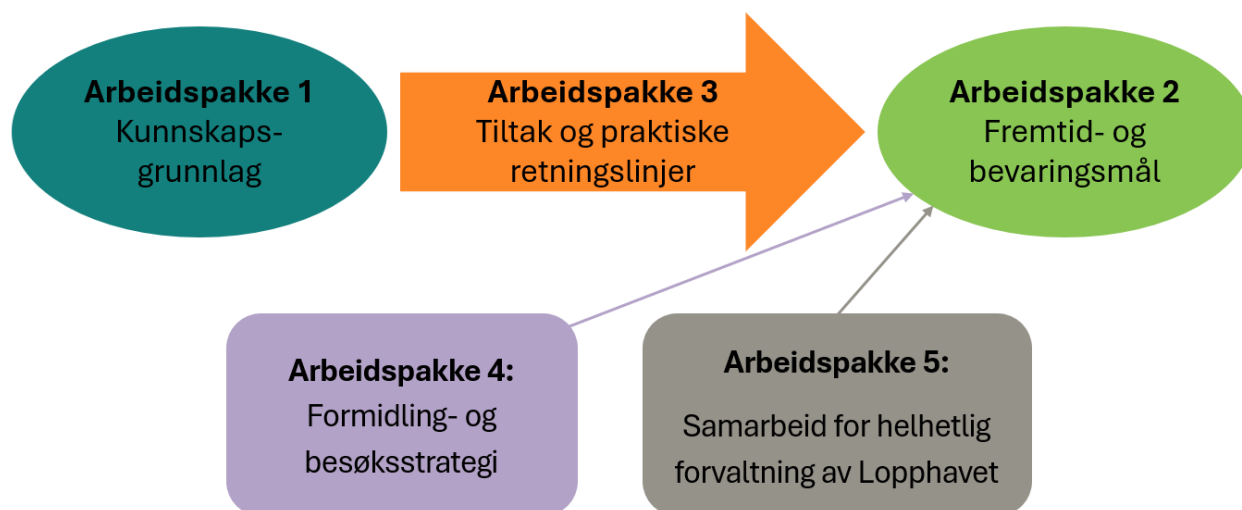 Arbeidspakke 1
Kunnskaps-
grunnlag
Arbeidspakke 3
Tiltak og praktiske
retningslinjer
Arbeidspakke 2
Fremtid- og
bevaringsmål
Arbeidspakke 4:
Formidling- og
besøksstrategi
Arbeidspakke 5:
Samarbeid for helhetlig
forvaltning av Lopphavet